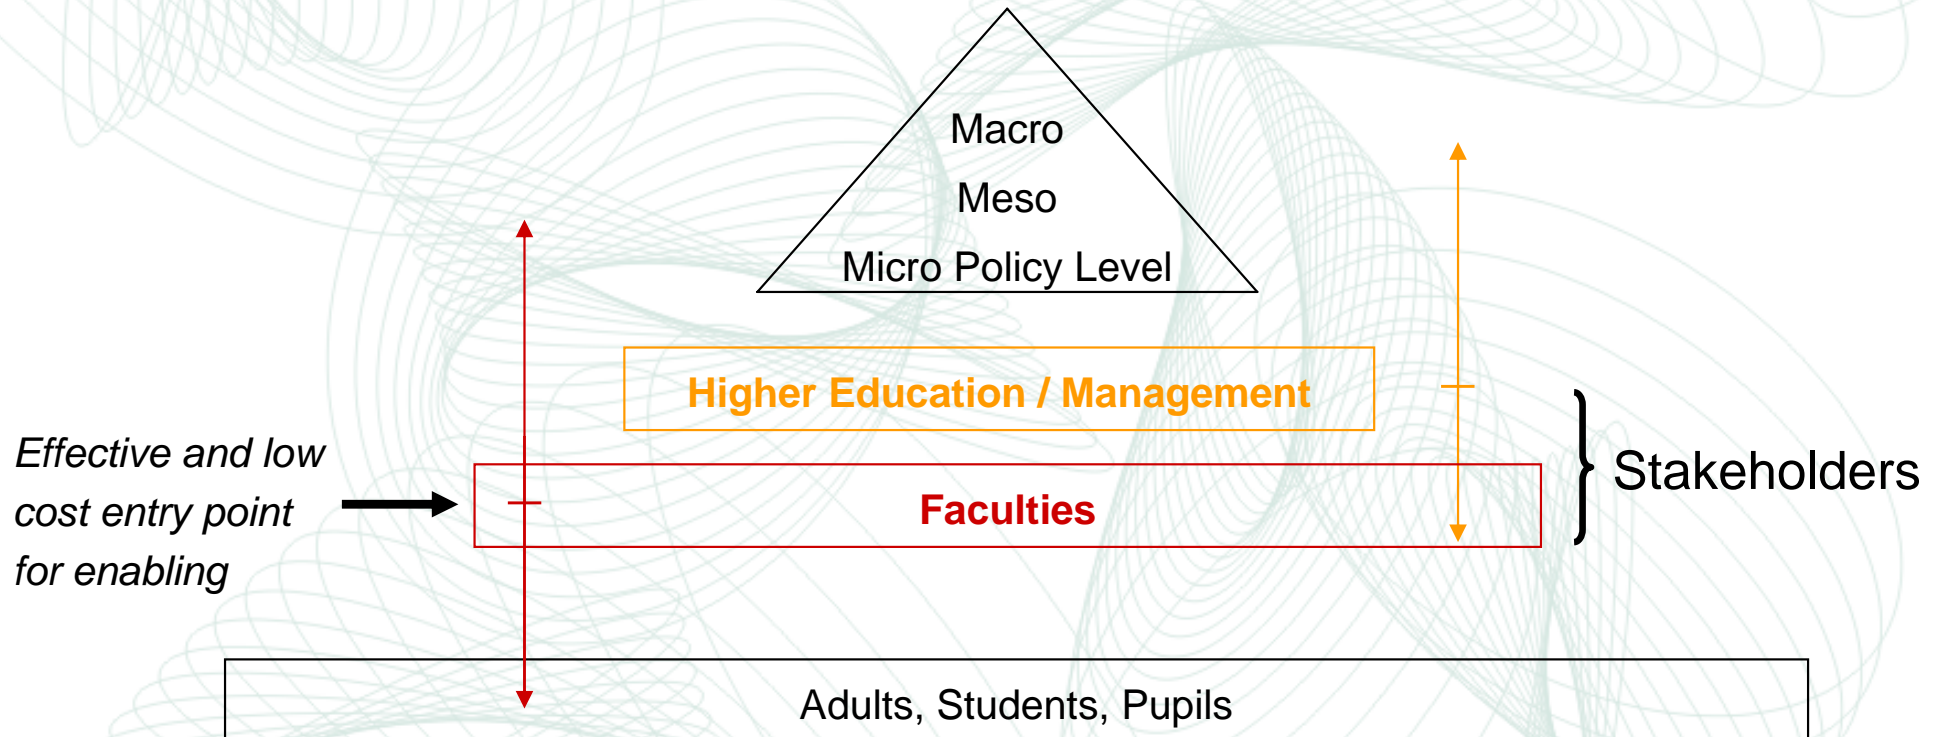 Macro
Meso
Micro Policy Level
Higher Education / Management
Effective and low
cost entry point
for enabling
Faculties
Stakeholders
Adults, Students, Pupils